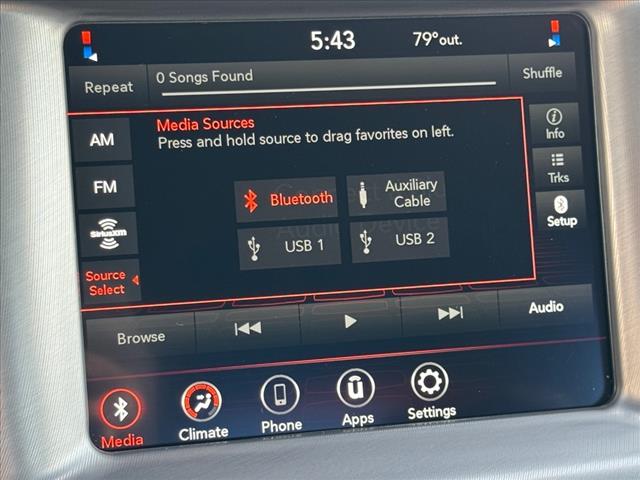 5:43
79°out.
Repeat
0 Songs Found
Shuffle
AM
Media Sources
Press and hold source to drag favorites on left.
Info
FM
Bluetooth
Auxiliary
Cable
Trks
SiriusXM
Setup
USB 1
USB 2
Source
Select
Browse
Audio
Media
Climate
Phone
Apps
Settings